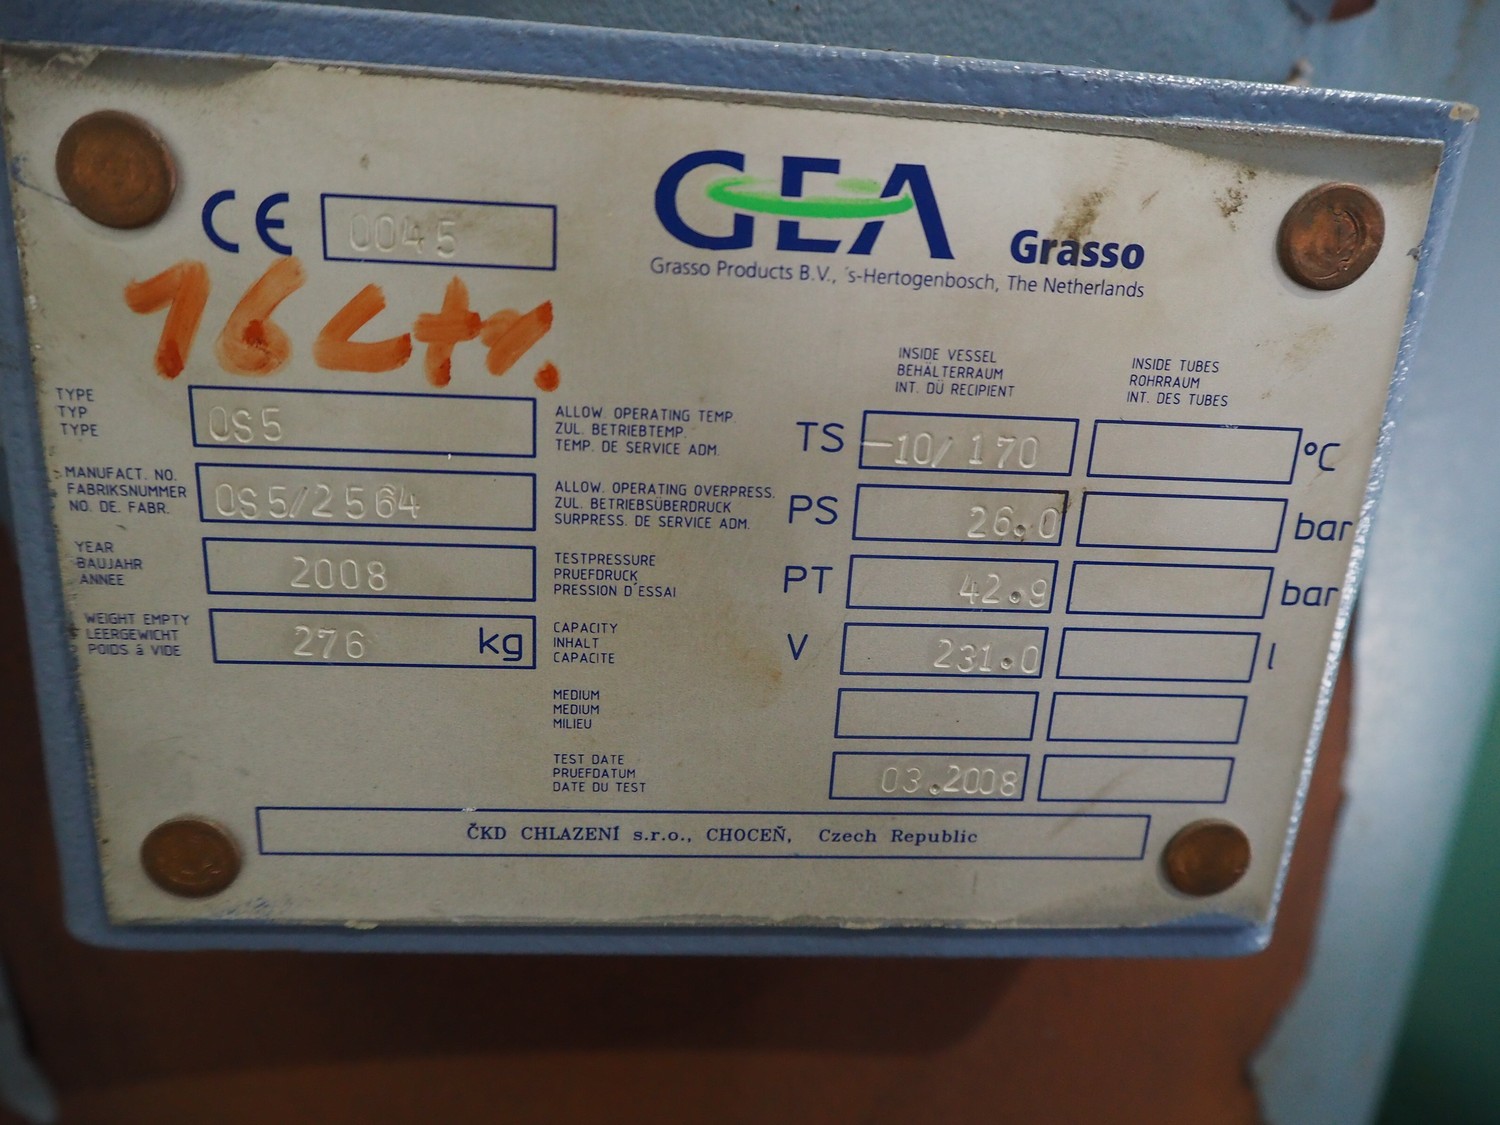 CE 0045
GEA Grasso
Grasso Products B.V., 's-Hertogenbosch, The Netherlands
16 Ltr.
TYPE
TYP
TYPE
OS5
MANUFACT. NO.
FABRIKSNUMMER
NO. DE. FABR.
OS5/2564
YEAR
BAUJAHR
ANNEE
2008
WEIGHT EMPTY
LEERGEWICHT
POIDS à VIDE
276 kg
INSIDE VESSEL
BEHÄLTERRAUM
INT. DÜ RECIPIENT
INSIDE TUBES
ROHRRAUM
INT. DES TUBES
ALLOW. OPERATING TEMP.
ZUL. BETRIEBTEMP.
TEMP. DE SERVICE ADM.
TS -10/170 °C
ALLOW. OPERATING OVERPRESS.
ZUL. BETRIEBSÜBERDRUCK
SURPRESS. DE SERVICE ADM.
PS 26.0 bar
TESTPRESSURE
PRUEFDRUCK
PRESSION D'ESSAI
PT 42.9 bar
CAPACITY
INHALT
CAPACITE
V 231.0 l
MEDIUM
MEDIUM
MILIEU
TEST DATE
PRUEFDATUM
DATE DU TEST
03.2008
ČKD CHLAZENÍ s.r.o., CHOCEŇ, Czech Republic